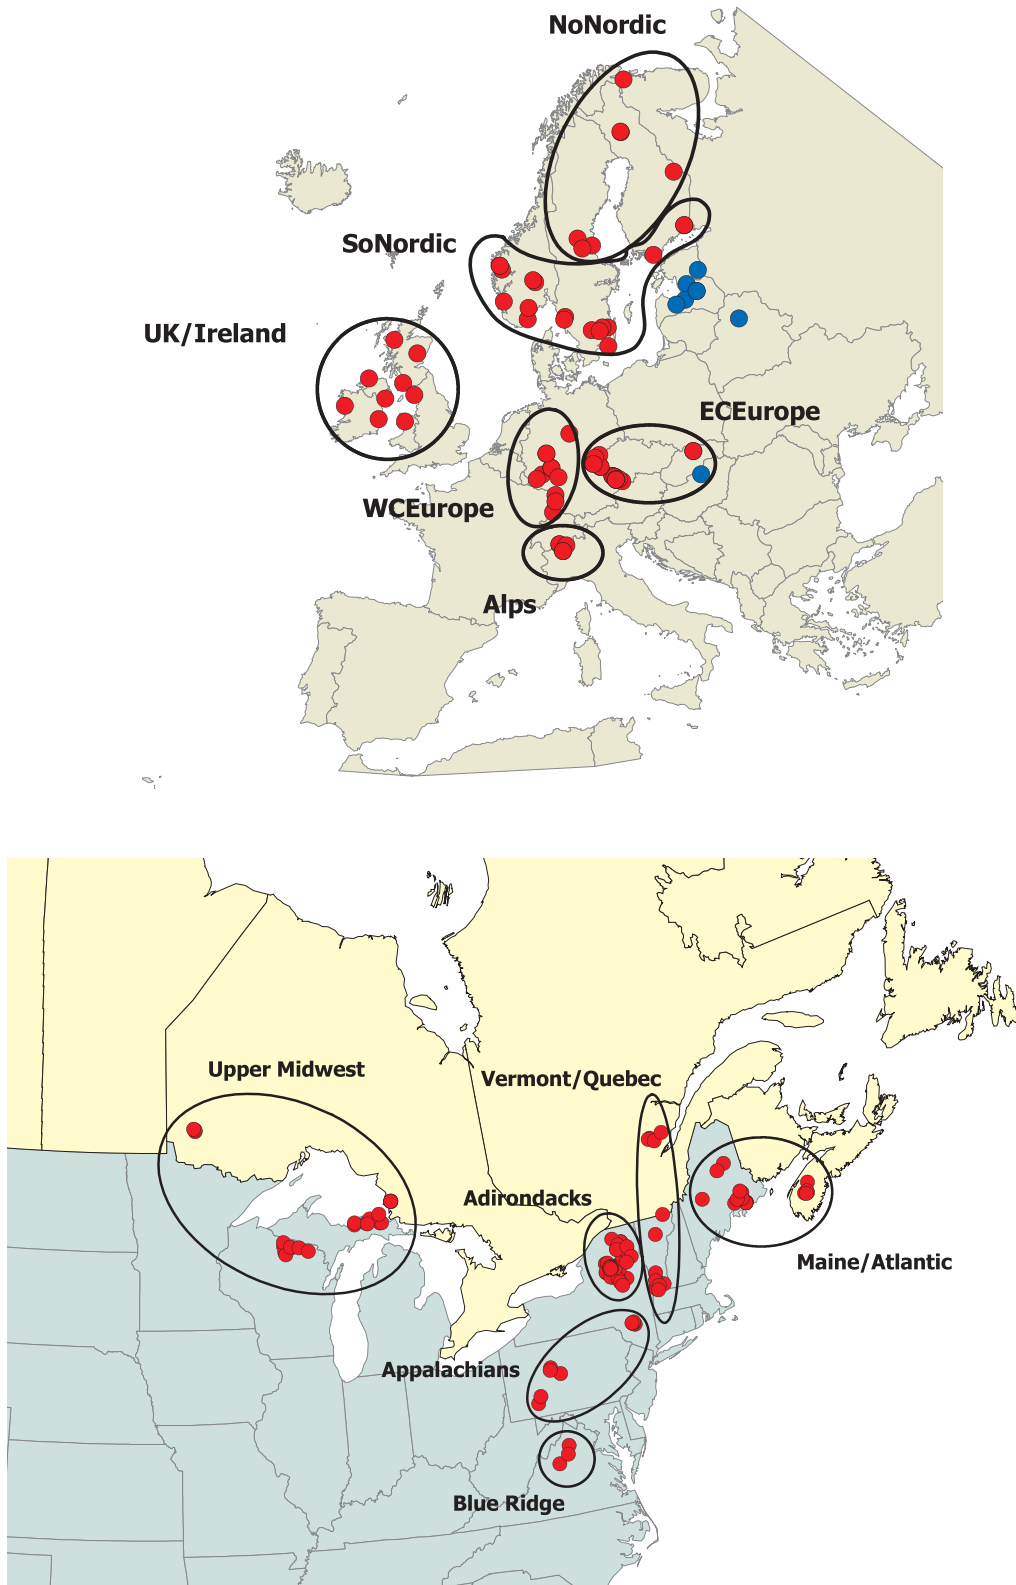 NoNordic
SoNordic
UK/Ireland
ECEurope
WCEurope
Alps
Upper Midwest
Vermont/Quebec
Adirondacks
Maine/Atlantic
Appalachians
Blue Ridge